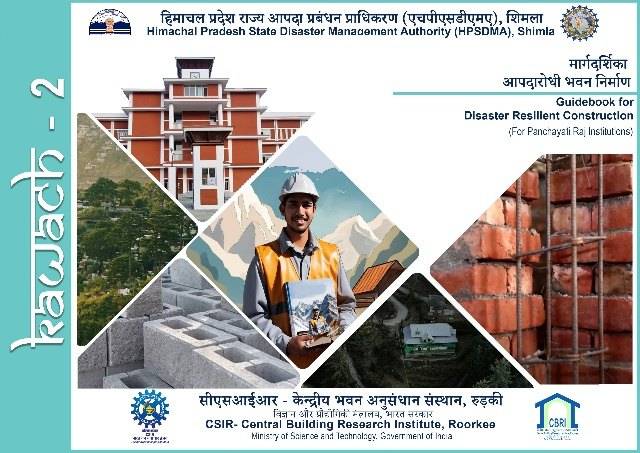 kawach - 2
हिमाचल प्रदेश राज्य आपदा प्रबंधन प्राधिकरण (एचपीएसडीएमए), शिमला
Himachal Pradesh State Disaster Management Authority (HPSDMA), Shimla
मार्गदर्शिका
आपदारोधी भवन निर्माण
Guidebook for
Disaster Resilient Construction
(For Panchayati Raj Institutions)
सीएसआईआर - केन्द्रीय भवन अनुसंधान संस्थान, रुड़की
विज्ञान और प्रौद्योगिकी मंत्रालय, भारत सरकार
CSIR- Central Building Research Institute, Roorkee
Ministry of Science and Technology, Government of India
CBRI